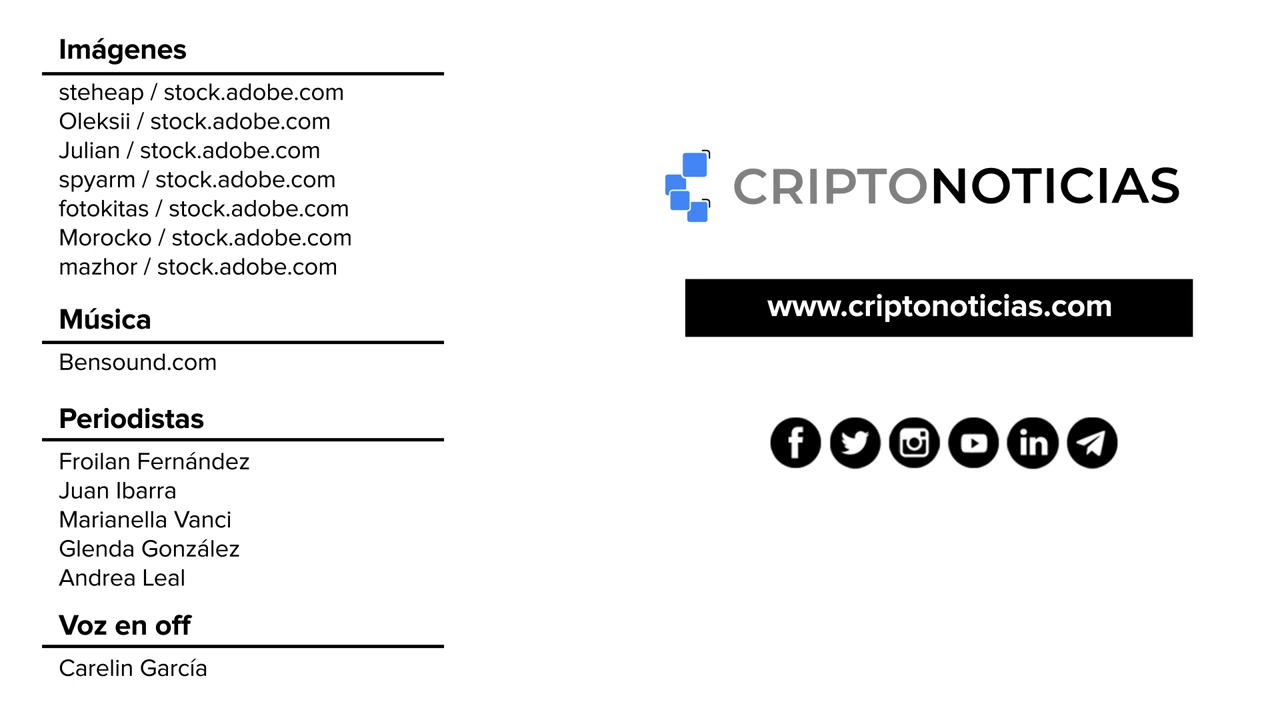 Imágenes
steheap / stock.adobe.com
Oleksii / stock.adobe.com
Julian / stock.adobe.com
spyarm / stock.adobe.com
fotokitas / stock.adobe.com
Morocko / stock.adobe.com
mazhor / stock.adobe.com
Música
Bensound.com
Periodistas
Froilan Fernández
Juan Ibarra
Marianella Vanci
Glenda González
Andrea Leal
Voz en off
Carelin García
CRIPTONOTICIAS
www.criptonoticias.com